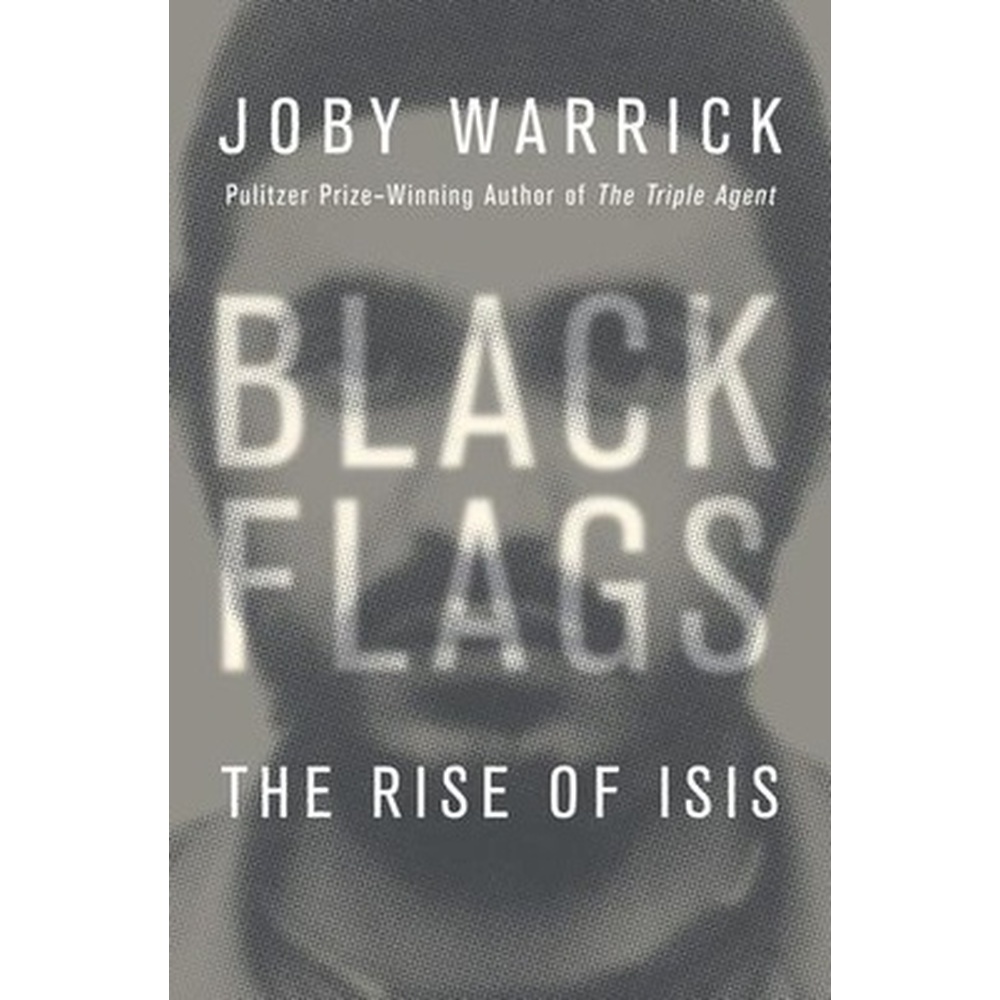 JOBY WARRICK
Pulitzer Prize–Winning Author of The Triple Agent
BLACK
FLAGS
THE RISE OF ISIS